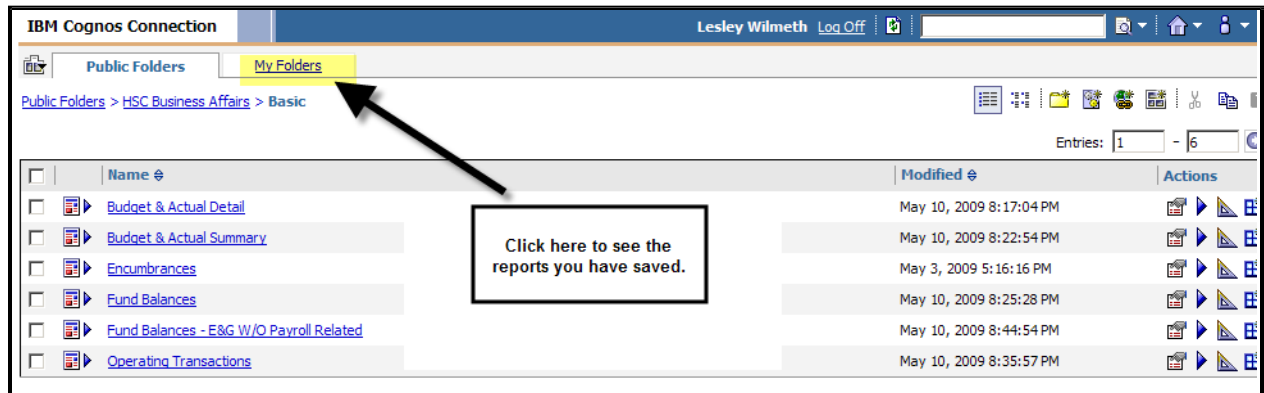 IBM Cognos Connection Lesley Wilmeth Log Off
Public Folders My Folders
Public Folders > HSC Business Affairs > Basic
Entries: 1 - 6
Name Modified Actions
Budget & Actual Detail May 10, 2009 8:17:04 PM
Budget & Actual Summary May 10, 2009 8:22:54 PM
Encumbrances May 3, 2009 5:16:16 PM
Fund Balances May 10, 2009 8:25:28 PM
Fund Balances - E&G W/O Payroll Related May 10, 2009 8:44:54 PM
Operating Transactions May 10, 2009 8:35:57 PM
Click here to see the
reports you have saved.